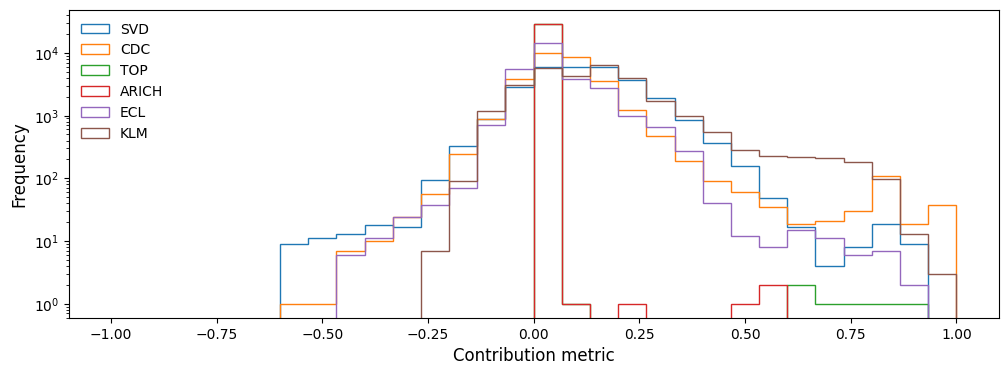 SVD
CDC
TOP
ARICH
ECL
KLM
Frequency
10⁴
10³
10²
10¹
10⁰
−1.00 −0.75 −0.50 −0.25 0.00 0.25 0.50 0.75 1.00
Contribution metric